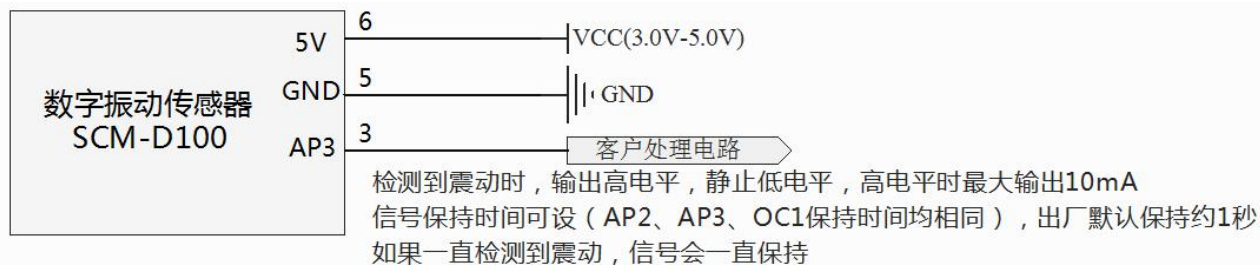 数字振动传感器
SCM-D100
5V
6
VCC(3.0V-5.0V)
GND
5
GND
AP3
3
客户处理电路
检测到震动时，输出高电平，静止低电平，高电平时最大输出10mA
信号保持时间可设（AP2、AP3、OC1保持时间均相同），出厂默认保持约1秒
如果一直检测到震动，信号会一直保持